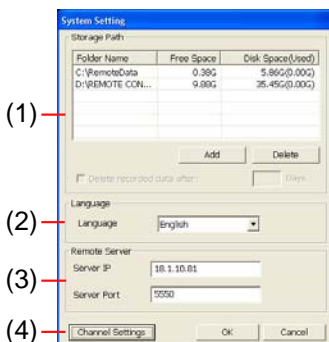 System Setting
Storage Path
Folder Name Free Space Disk Space(Used)
C:\RemoteData 0.38G 5.86G(0.00G)
D:\REMOTE CON... 9.88G 35.45G(0.00G)
(1)
Add Delete
Delete recorded data after: Days
Language
(2)
Language English
Remote Server
Server IP 18.1.10.81
(3)
Server Port 5550
(4)
Channel Settings OK Cancel